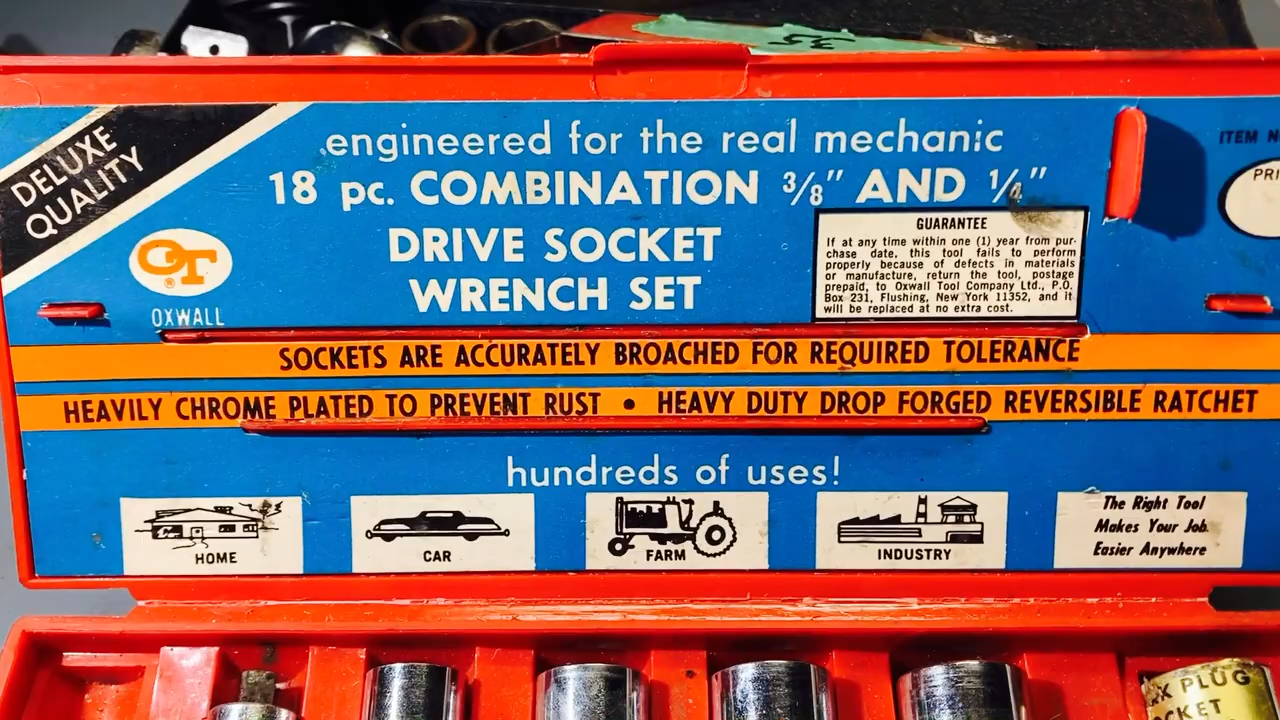 35
DELUXE
QUALITY
engineered for the real mechanic
18 pc. COMBINATION 3/8" AND 1/4"
DRIVE SOCKET
WRENCH SET
OT
®
OXWALL
GUARANTEE
If at any time within one (1) year from pur-
chase date, this tool fails to perform
properly because of defects in materials
or manufacture, return the tool, postage
prepaid, to Oxwall Tool Company Ltd., P.O.
Box 231, Flushing, New York 11352, and it
will be replaced at no extra cost.
ITEM
SOCKETS ARE ACCURATELY BROACHED FOR REQUIRED TOLERANCE
HEAVILY CHROME PLATED TO PREVENT RUST • HEAVY DUTY DROP FORGED REVERSIBLE RATCHET
hundreds of uses!
HOME
CAR
FARM
INDUSTRY
The Right Tool
Makes Your Job
Easier Anywhere
PLUG